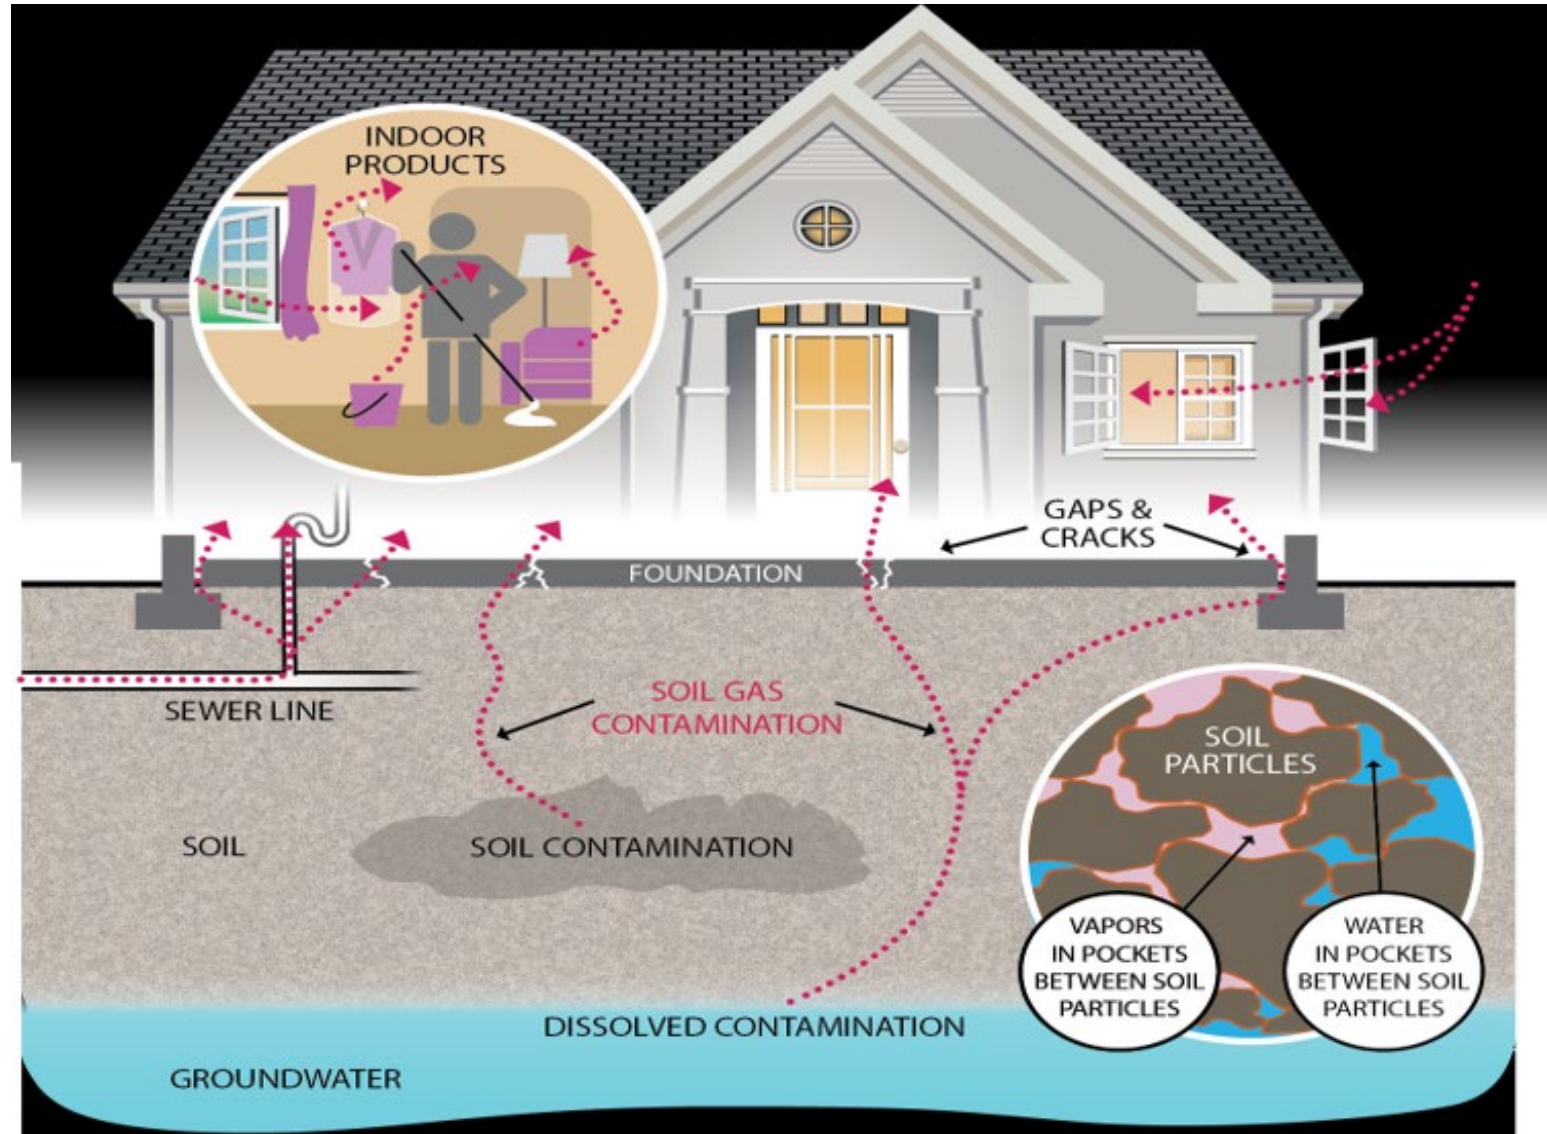 INDOOR
PRODUCTS
GAPS &
CRACKS
FOUNDATION
SEWER LINE
SOIL GAS
CONTAMINATION
SOIL
PARTICLES
SOIL
SOIL CONTAMINATION
VAPORS
IN POCKETS
BETWEEN SOIL
PARTICLES
WATER
IN POCKETS
BETWEEN SOIL
PARTICLES
DISSOLVED CONTAMINATION
GROUNDWATER